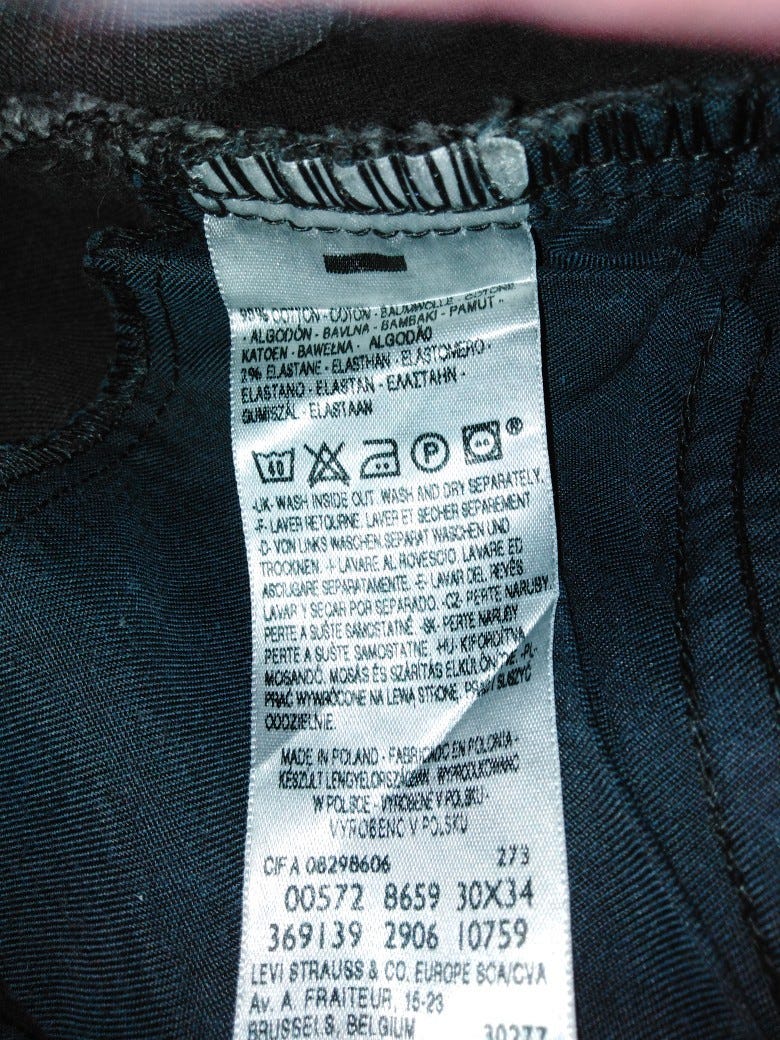 98% COTTON - COTON - BAUMWOLLE - COTONE
- ALGODÓN - BAVLNA - BAMBAKI - PAMUT -
KATOEN - BAWEŁNA - ALGODÃO
2% ELASTANE - ELASTHAN - ELASTOMERO -
ELASTANO - ELASTAN - ΕΛΑΣΤΑΗΝ -
GUMISZÁL - ELASTAAN
40 P ®
-UK- WASH INSIDE OUT. WASH AND DRY SEPARATELY.
-F- LAVER RETOURNE. LAVER ET SECHER SEPAREMENT
-D- VON LINKS WASCHEN. SEPARAT WASCHEN UND
TROCKNEN. -I- LAVARE AL ROVESCIO. LAVARE ED
ASCIUGARE SEPARATAMENTE. -E- LAVAR DEL REVÉS
LAVAR Y SECAR POR SEPARADO. -CZ- PERTE NARUBY.
PERTE A SUŠTE SAMOSTATNĚ. -SK- PERTE NARUBY
PERTE A SUŠTE SAMOSTATNE. -HU- KIFORDÍTVA
MOSANDÓ. MOSÁS ÉS SZÁRÍTÁS ELKÜLÖNÍTVE. -PL-
PRAĆ WYWRÓCONE NA LEWĄ STRONĘ. PRAĆ I SUSZYĆ
ODDZIELNIE.
MADE IN POLAND - FABRICADO EN POLONIA -
KÉSZÜLT LENGYELORSZÁGBAN - WYPRODUKOWANO
W POLSCE - VYROBENE V POĽSKU -
VYROBENO V POLSKU
CIF A 08298606 273
00572 8659 30X34
369139 2906 10759
LEVI STRAUSS & CO. EUROPE SCA/CVA
Av. A. FRAITEUR, 15-23
BRUSSELS, BELGIUM 30277